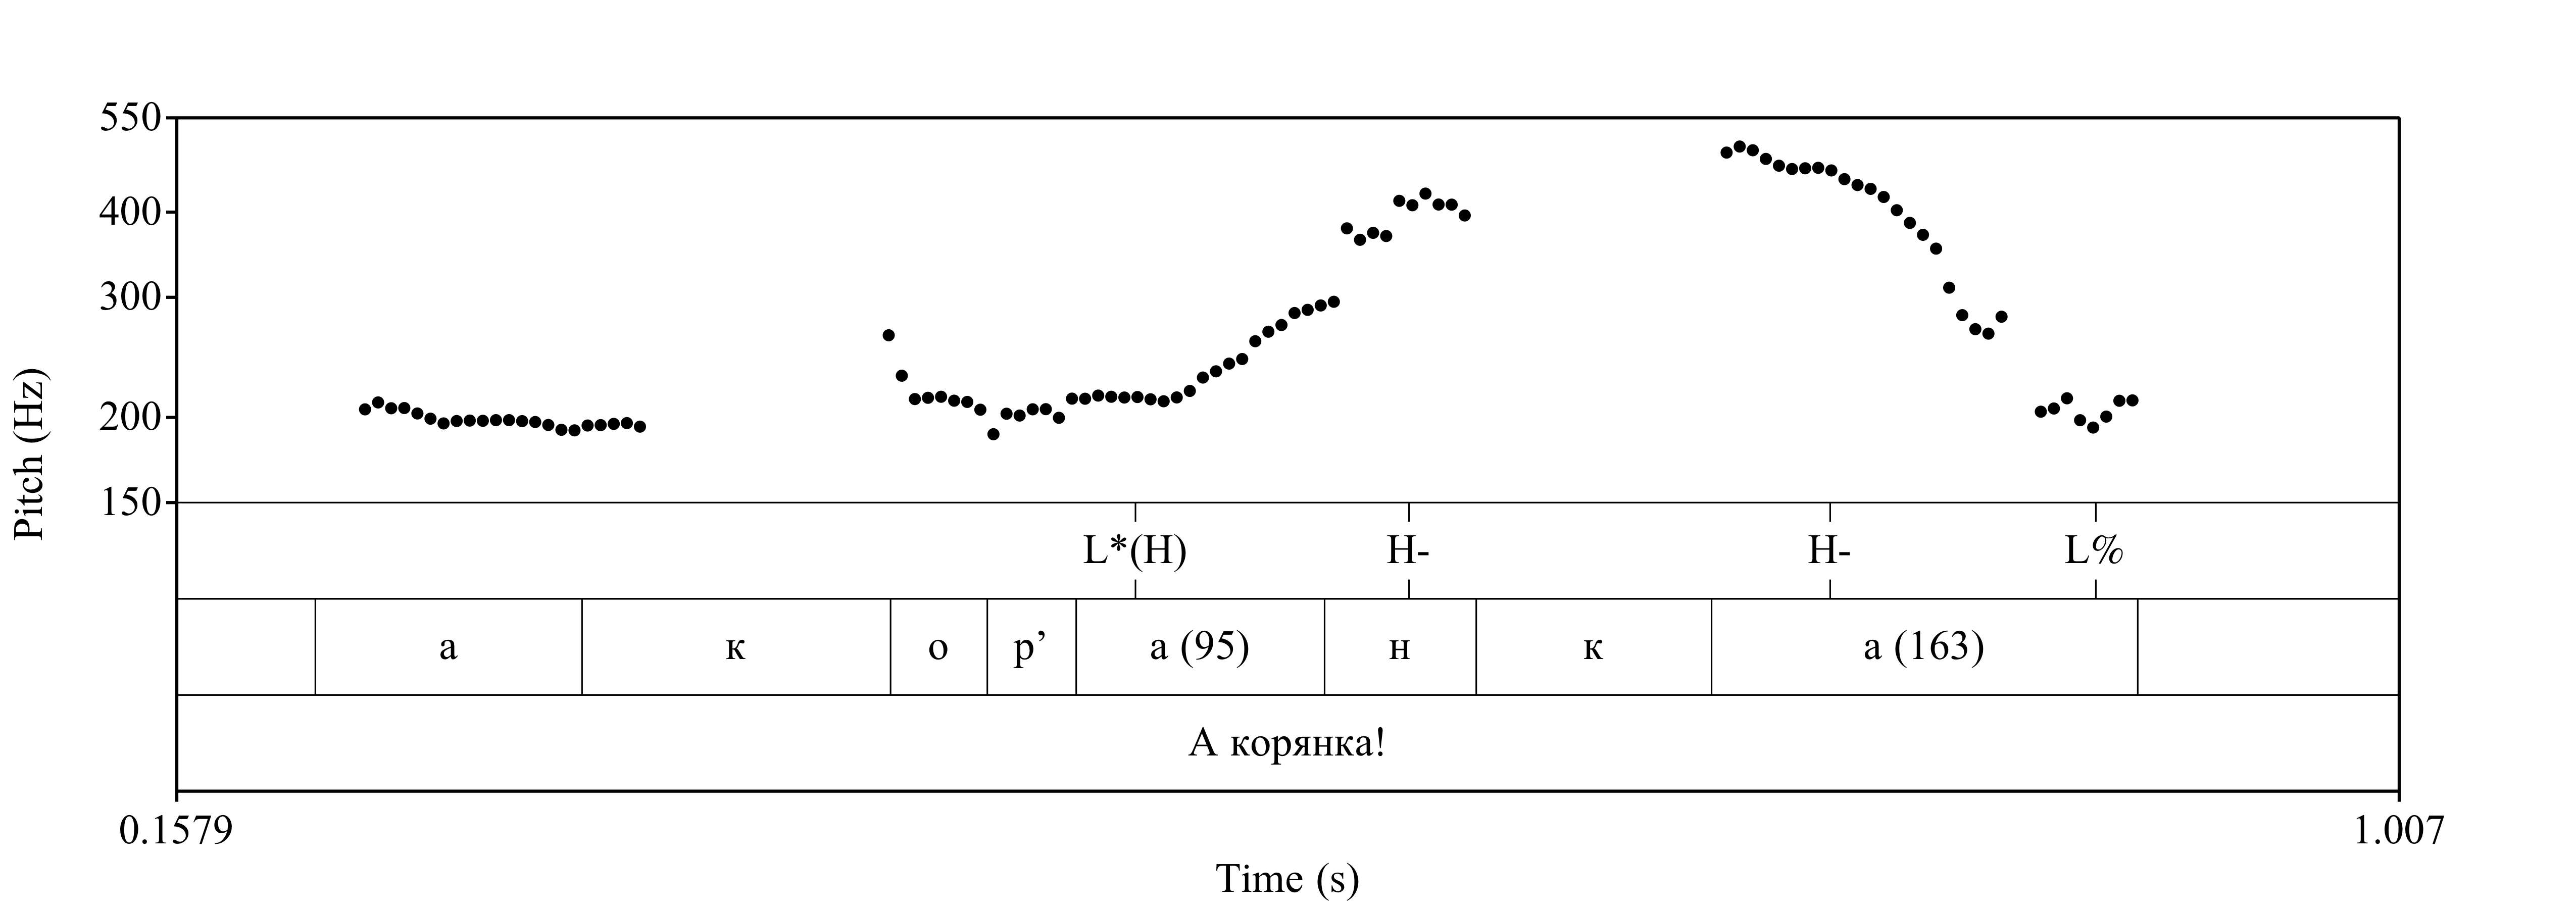 550
400
300
200
150
Pitch (Hz)
L*(H) H- H- L%
а к о р’ а (95) н к а (163)
А корянка!
0.1579 1.007
Time (s)